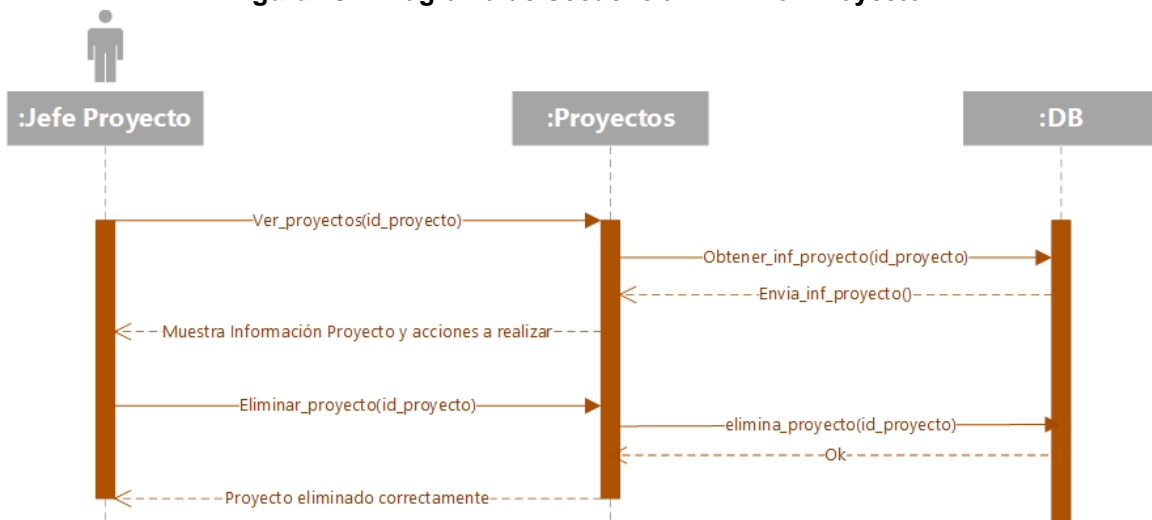 :Jefe Proyecto
:Proyectos
:DB
Ver_proyectos(id_proyecto)
Obtener_inf_proyecto(id_proyecto)
Envia_inf_proyecto()
Muestra Información Proyecto y acciones a realizar
Eliminar_proyecto(id_proyecto)
elimina_proyecto(id_proyecto)
Ok
Proyecto eliminado correctamente